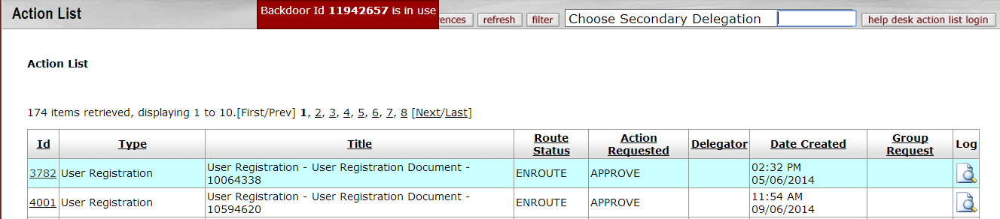 Action List
Backdoor Id 11942657 is in use
ences refresh filter Choose Secondary Delegation help desk action list login
Action List
174 items retrieved, displaying 1 to 10.[First/Prev] 1, 2, 3, 4, 5, 6, 7, 8 [Next/Last]
Id Type Title Route Status Action Requested Delegator Date Created Group Request Log
3782 User Registration User Registration - User Registration Document - 10064338 ENROUTE APPROVE 02:32 PM 05/06/2014
4001 User Registration User Registration - User Registration Document - 10594620 ENROUTE APPROVE 11:54 AM 09/06/2014